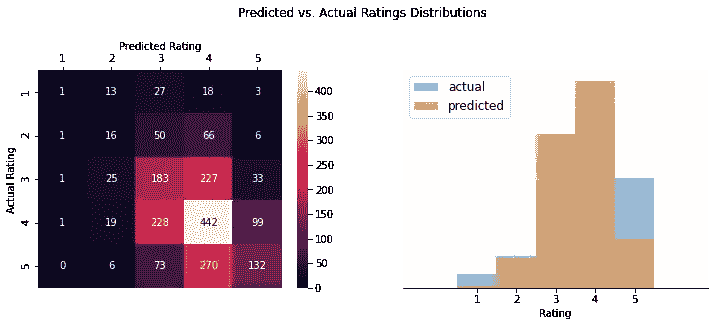 Predicted vs. Actual Ratings Distributions
Predicted Rating
1 2 3 4 5
Actual Rating
1 1 13 27 18 3
2 1 16 50 66 6
3 1 25 183 227 33
4 1 19 228 442 99
5 0 6 73 270 132
400
350
300
250
200
150
100
50
0
actual
predicted
1 2 3 4 5
Rating